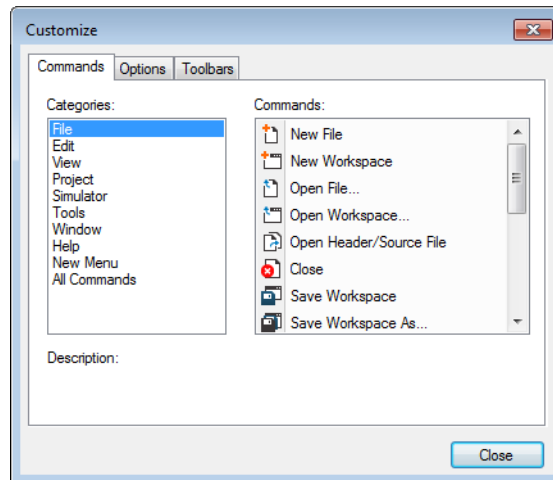 Customize
Commands Options Toolbars
Categories:
File
Edit
View
Project
Simulator
Tools
Window
Help
New Menu
All Commands
Commands:
New File
New Workspace
Open File...
Open Workspace...
Open Header/Source File
Close
Save Workspace
Save Workspace As...
Description:
Close